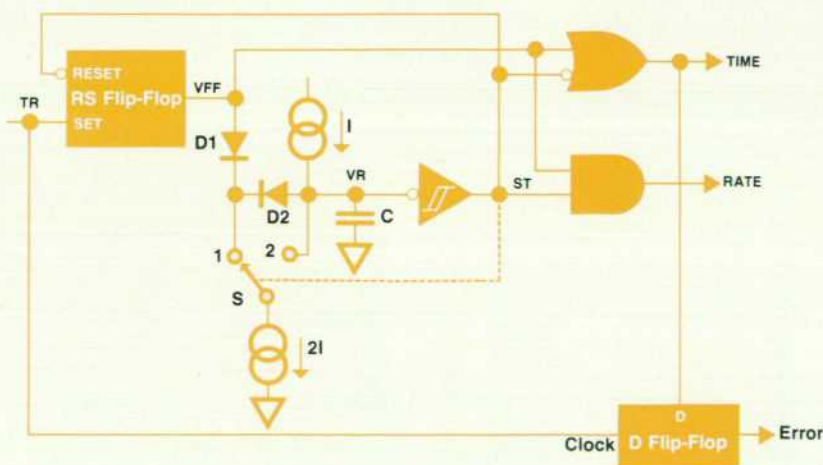 RESET
RS Flip-Flop
SET
TR
VFF
D1
I
D2
VR
C
ST
TIME
RATE
1
2
S
2I
D
Clock
D Flip-Flop
Error